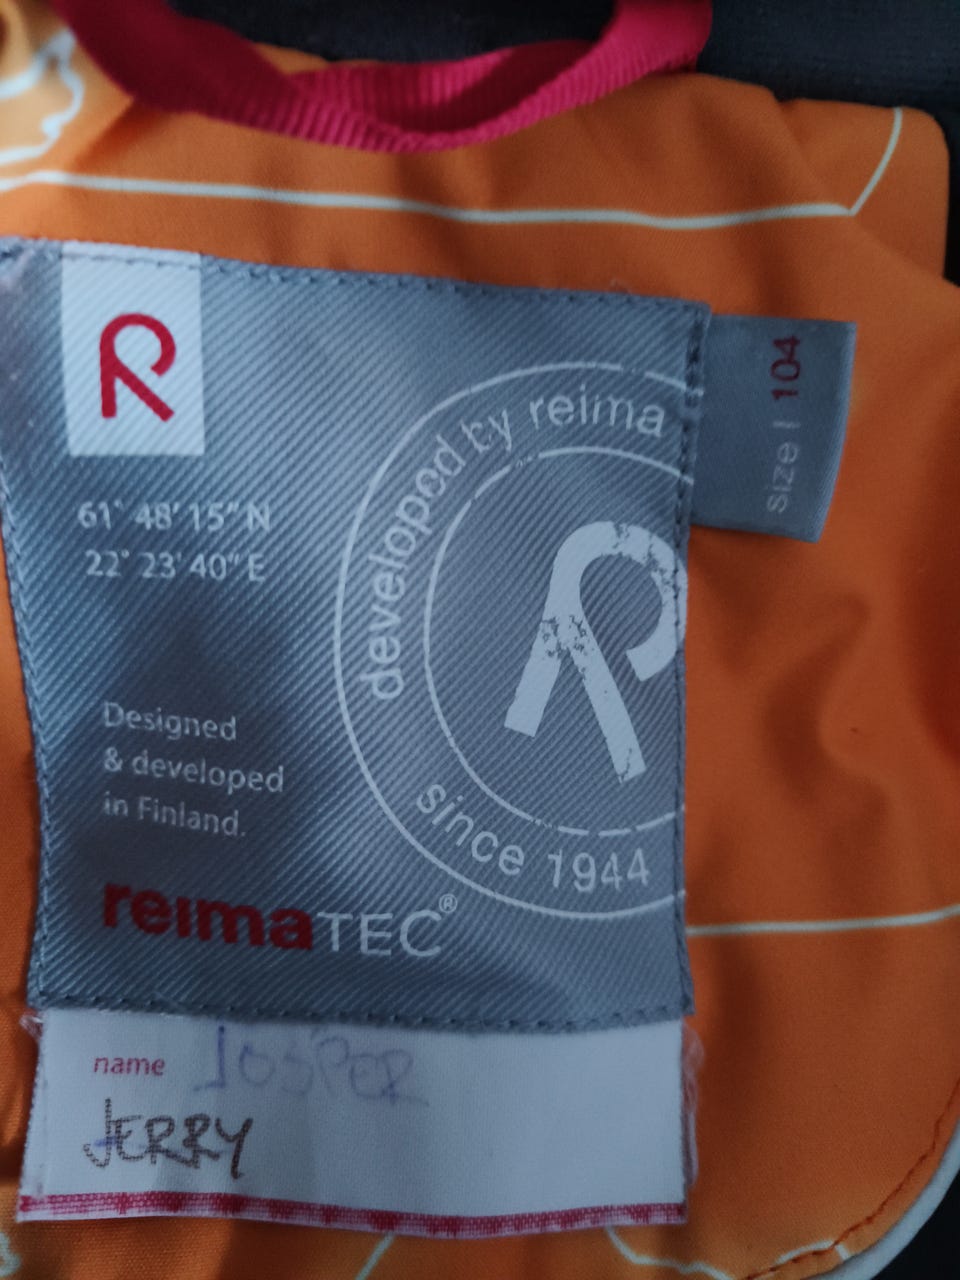 R
61° 48' 15" N
22° 23' 40" E
developed by reima
since 1944
size | 104
Designed
& developed
in Finland.
reimaTEC®
name
JERRY